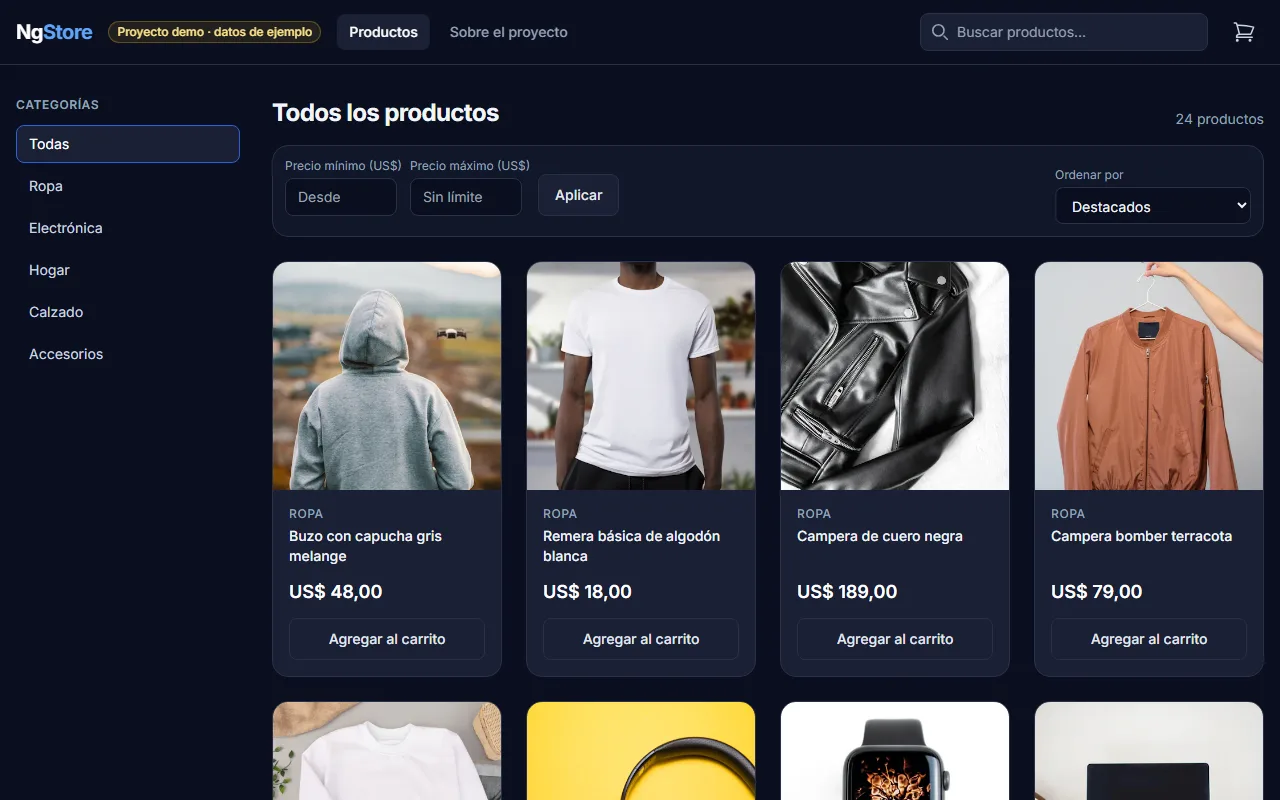 NgStore
Proyecto demo · datos de ejemplo
Productos
Sobre el proyecto
Buscar productos...
CATEGORÍAS
Todas
Ropa
Electrónica
Hogar
Calzado
Accesorios
Todos los productos
24 productos
Precio mínimo (US$)
Precio máximo (US$)
Desde
Sin límite
Aplicar
Ordenar por
Destacados
ROPA
Buzo con capucha gris
melange
US$ 48,00
Agregar al carrito
ROPA
Remera básica de algodón
blanca
US$ 18,00
Agregar al carrito
ROPA
Campera de cuero negra
US$ 189,00
Agregar al carrito
ROPA
Campera bomber terracota
US$ 79,00
Agregar al carrito